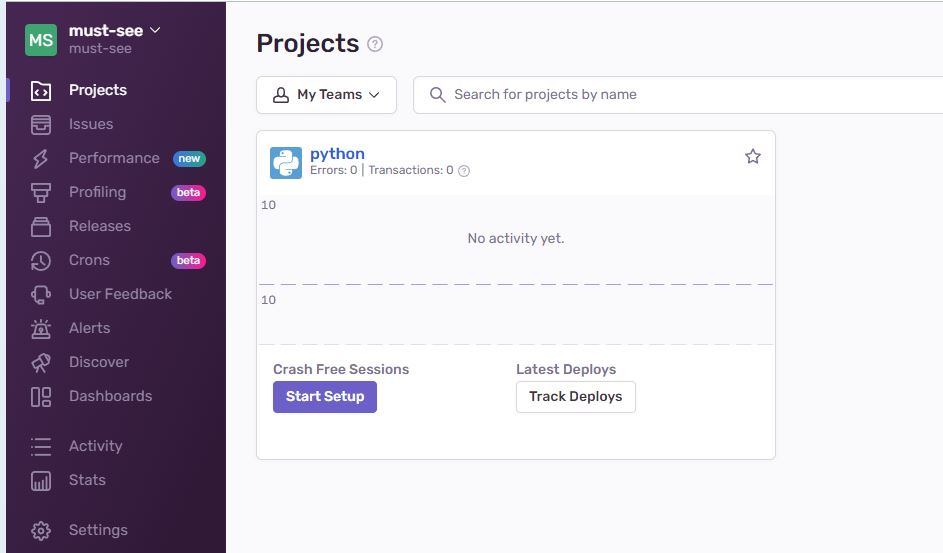 MS
must-see
must-see
Projects
Issues
Performance new
Profiling beta
Releases
Crons beta
User Feedback
Alerts
Discover
Dashboards
Activity
Stats
Settings
Projects ?
My Teams
Search for projects by name
python
Errors: 0 | Transactions: 0 ?
10
No activity yet.
10
Crash Free Sessions
Start Setup
Latest Deploys
Track Deploys